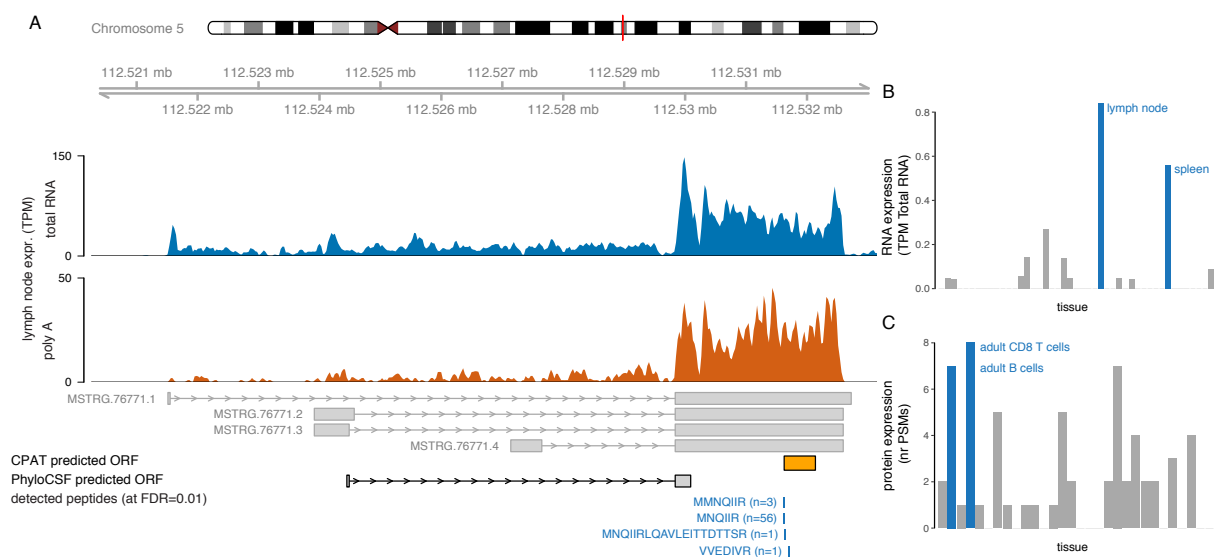 A
Chromosome 5
112.521 mb 112.523 mb 112.525 mb 112.527 mb 112.529 mb 112.531 mb
112.522 mb 112.524 mb 112.526 mb 112.528 mb 112.53 mb 112.532 mb
lymph node expr. (TPM)
total RNA
150
0
poly A
50
0
MSTRG.76771.1
MSTRG.76771.2
MSTRG.76771.3
MSTRG.76771.4
CPAT predicted ORF
PhyloCSF predicted ORF
detected peptides (at FDR=0.01)
MMNQIIR (n=3)
MNQIIR (n=56)
MNQIIRLQAVLEITTDTTSR (n=1)
VVEDIVR (n=1)
B
RNA expression
(TPM Total RNA)
0.8
0.6
0.4
0.2
0.0
lymph node
spleen
tissue
C
protein expression
(nr PSMs)
8
6
4
2
0
adult CD8 T cells
adult B cells
tissue